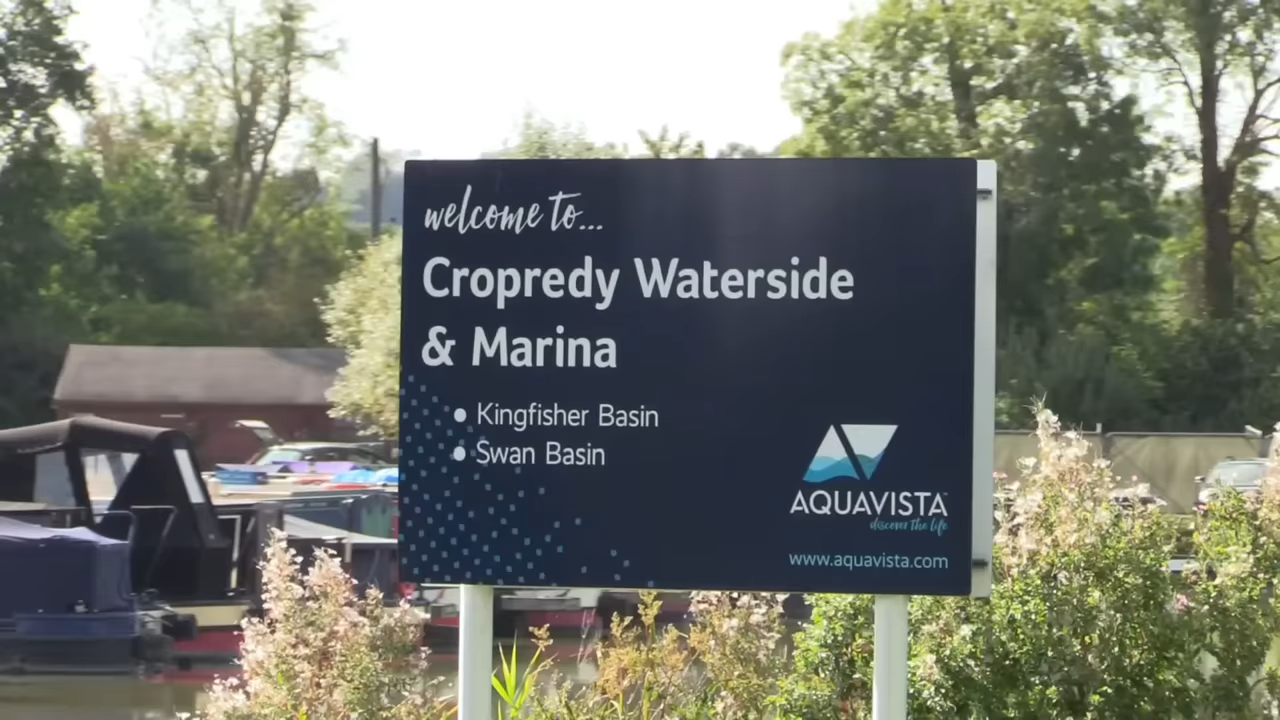 welcome to...
Cropredy Waterside
& Marina
• Kingfisher Basin
• Swan Basin
AQUAVISTA
discover the life
www.aquavista.com